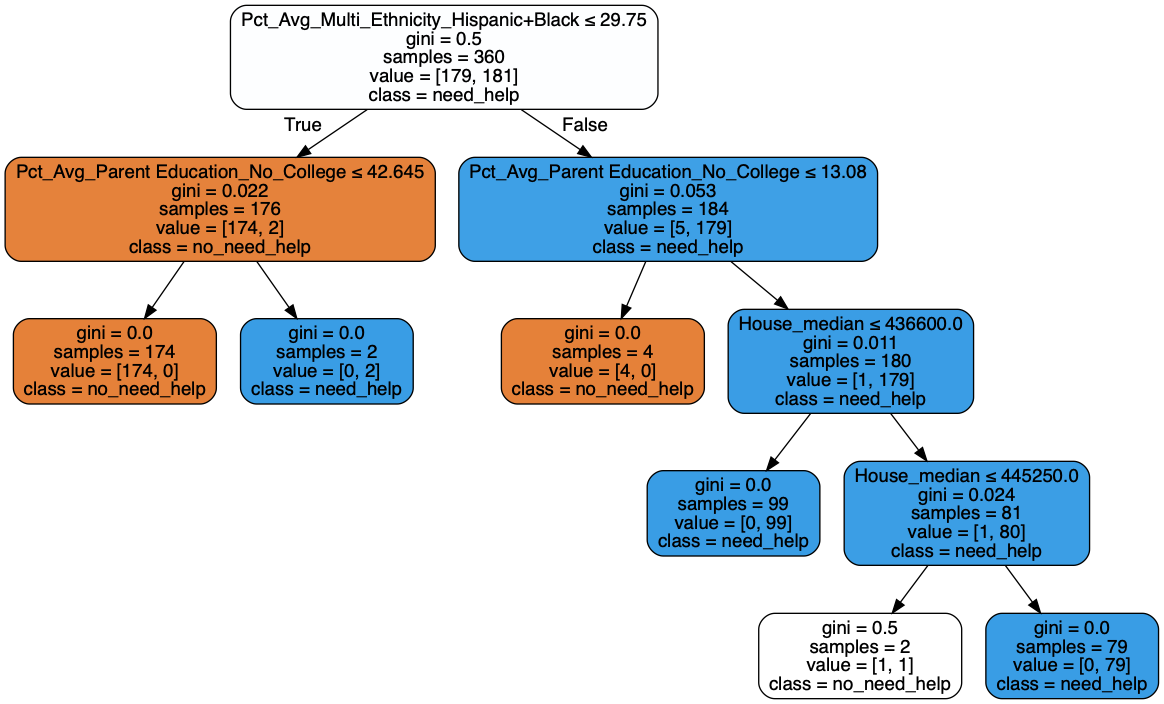 Pct_Avg_Multi_Ethnicity_Hispanic+Black ≤ 29.75
gini = 0.5
samples = 360
value = [179, 181]
class = need_help
True
False
Pct_Avg_Parent Education_No_College ≤ 42.645
gini = 0.022
samples = 176
value = [174, 2]
class = no_need_help
Pct_Avg_Parent Education_No_College ≤ 13.08
gini = 0.053
samples = 184
value = [5, 179]
class = need_help
gini = 0.0
samples = 174
value = [174, 0]
class = no_need_help
gini = 0.0
samples = 2
value = [0, 2]
class = need_help
gini = 0.0
samples = 4
value = [4, 0]
class = no_need_help
House_median ≤ 436600.0
gini = 0.011
samples = 180
value = [1, 179]
class = need_help
gini = 0.0
samples = 99
value = [0, 99]
class = need_help
House_median ≤ 445250.0
gini = 0.024
samples = 81
value = [1, 80]
class = need_help
gini = 0.5
samples = 2
value = [1, 1]
class = no_need_help
gini = 0.0
samples = 79
value = [0, 79]
class = need_help